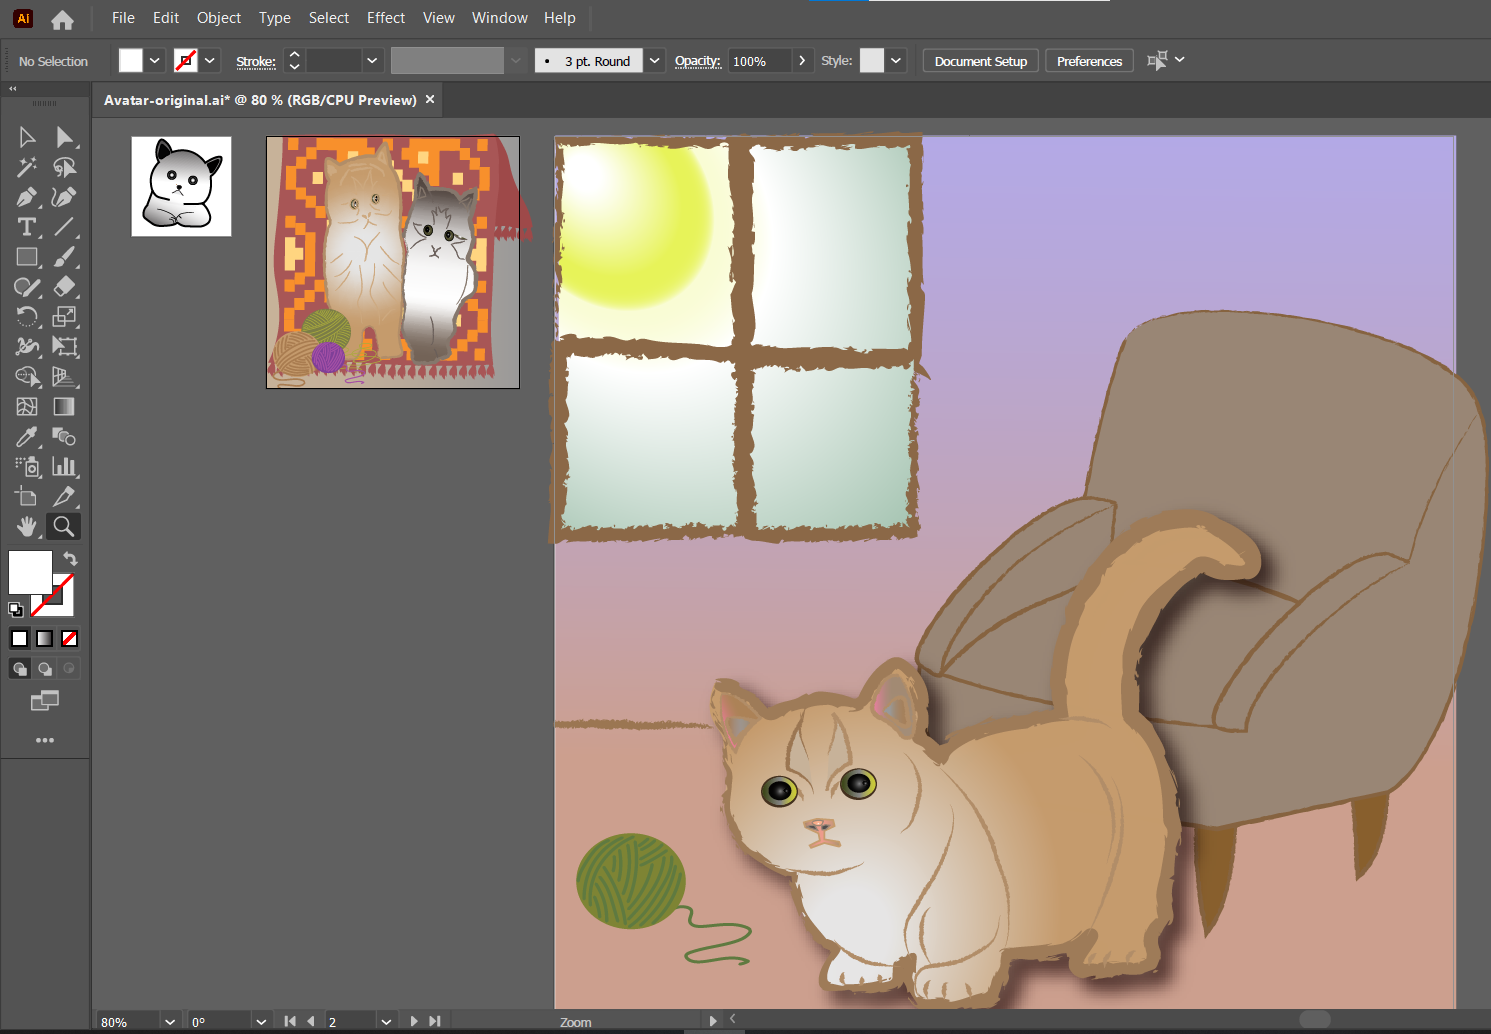 Ai File Edit Object Type Select Effect View Window Help
No Selection Stroke: 3 pt. Round Opacity: 100% Style: Document Setup Preferences
Avatar-original.ai* @ 80 % (RGB/CPU Preview) ×
80% 0° 2 Zoom